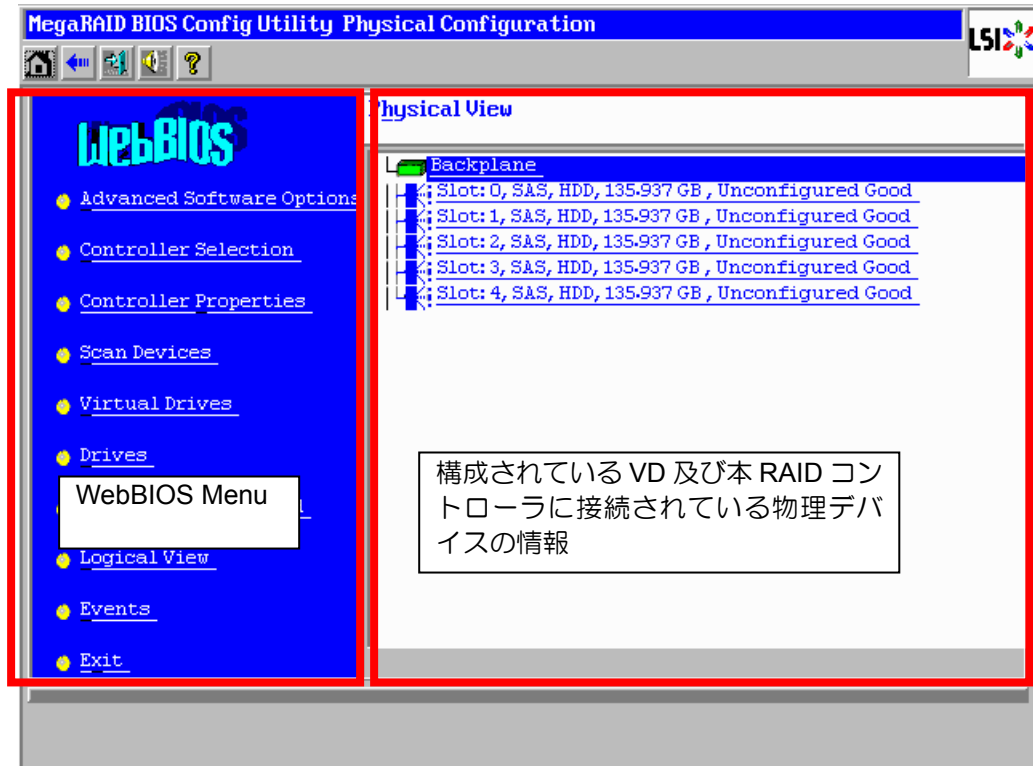 MegaRAID BIOS Config Utility Physical Configuration
LSI
WebBIOS
Advanced Software Options
Controller Selection
Controller Properties
Scan Devices
Virtual Drives
Drives
WebBIOS Menu
Logical View
Events
Exit
Physical View
Backplane
Slot: 0, SAS, HDD, 135.937 GB , Unconfigured Good
Slot: 1, SAS, HDD, 135.937 GB , Unconfigured Good
Slot: 2, SAS, HDD, 135.937 GB , Unconfigured Good
Slot: 3, SAS, HDD, 135.937 GB , Unconfigured Good
Slot: 4, SAS, HDD, 135.937 GB , Unconfigured Good
構成されている VD 及び本 RAID コン
トローラに接続されている物理デバ
イスの情報